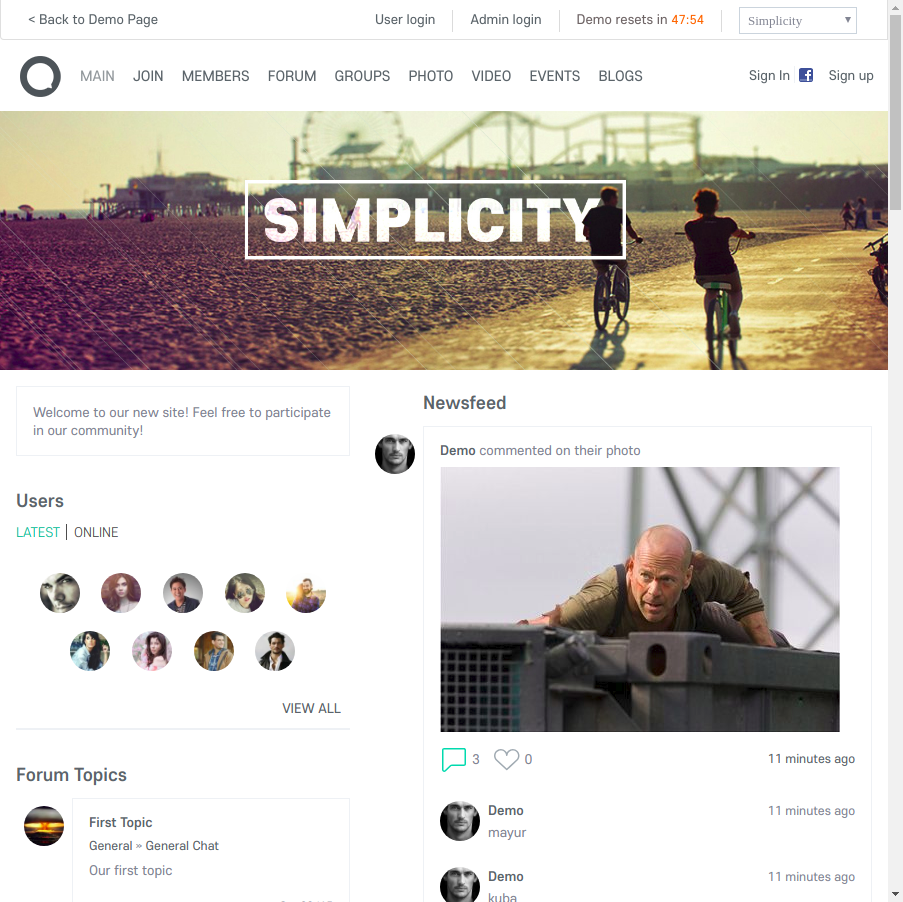 < Back to Demo Page
User login
Admin login
Demo resets in 47:54
Simplicity
MAIN JOIN MEMBERS FORUM GROUPS PHOTO VIDEO EVENTS BLOGS
Sign In
Sign up
SIMPLICITY
Welcome to our new site! Feel free to participate
in our community!
Users
LATEST | ONLINE
VIEW ALL
Forum Topics
First Topic
General » General Chat
Our first topic
Newsfeed
Demo commented on their photo
3
0
11 minutes ago
Demo
11 minutes ago
mayur
Demo
11 minutes ago
kuba